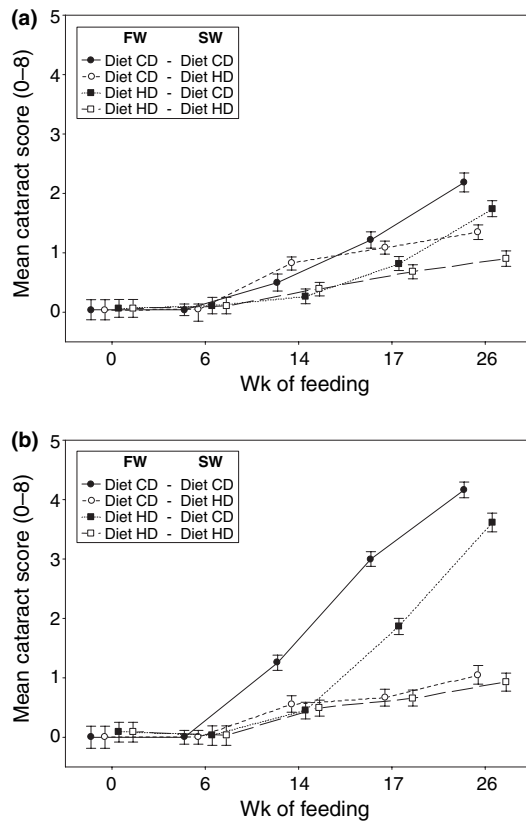 (a)
5
4
3
2
1
0
Mean cataract score (0–8)
FW SW
Diet CD - Diet CD
Diet CD - Diet HD
Diet HD - Diet CD
Diet HD - Diet HD
0 6 14 17 26
Wk of feeding
(b)
5
4
3
2
1
0
Mean cataract score (0–8)
FW SW
Diet CD - Diet CD
Diet CD - Diet HD
Diet HD - Diet CD
Diet HD - Diet HD
0 6 14 17 26
Wk of feeding